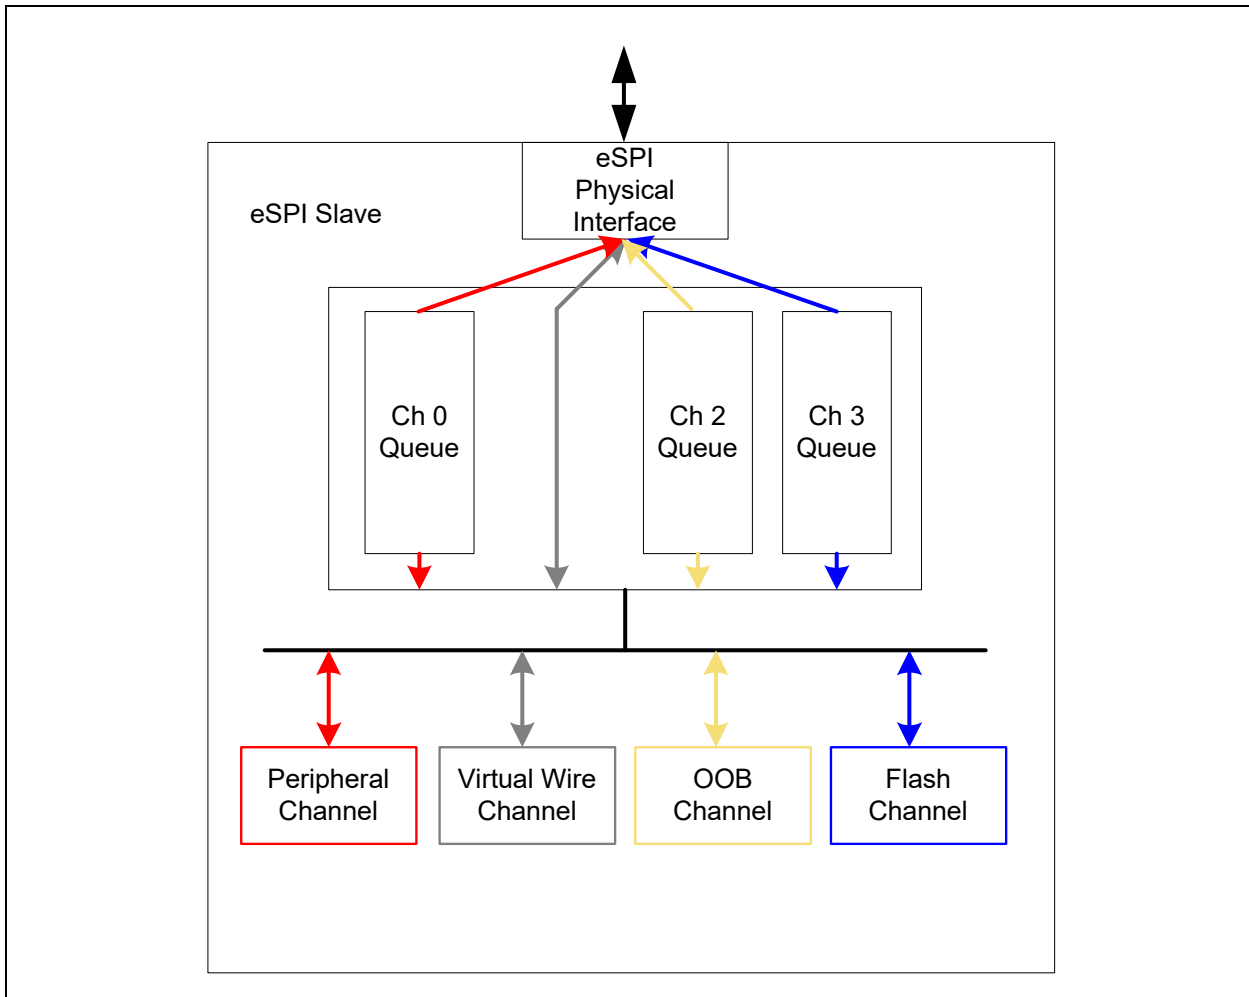 eSPI
Physical
Interface
eSPI Slave
Ch 0
Queue
Ch 2
Queue
Ch 3
Queue
Peripheral
Channel
Virtual Wire
Channel
OOB
Channel
Flash
Channel